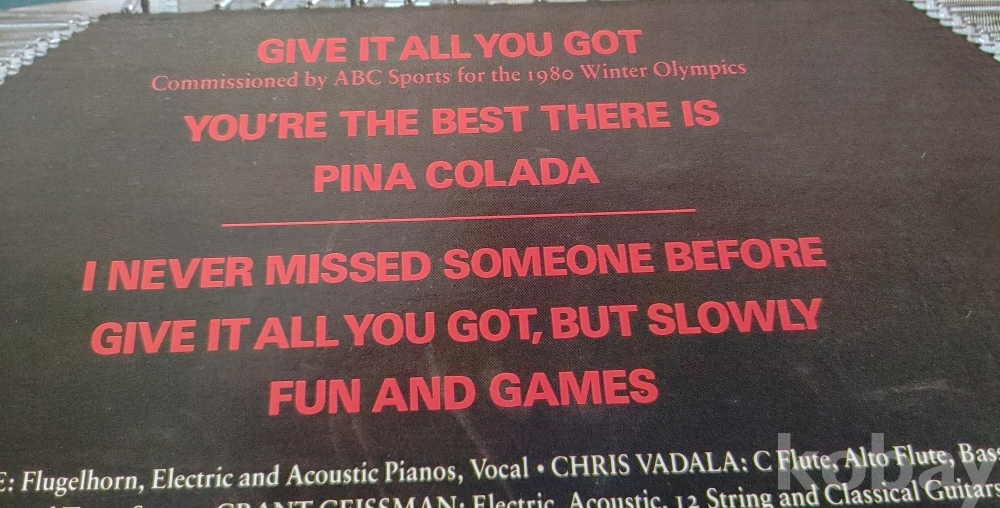 GIVE IT ALL YOU GOT
Commissioned by ABC Sports for the 1980 Winter Olympics
YOU'RE THE BEST THERE IS
PINA COLADA
I NEVER MISSED SOMEONE BEFORE
GIVE IT ALL YOU GOT, BUT SLOWLY
FUN AND GAMES
E: Flugelhorn, Electric and Acoustic Pianos, Vocal • CHRIS VADALA: C Flute, Alto Flute, Bass
GRANT GEISSMAN: Electric, Acoustic, 12 String and Classical Guitars
kobay